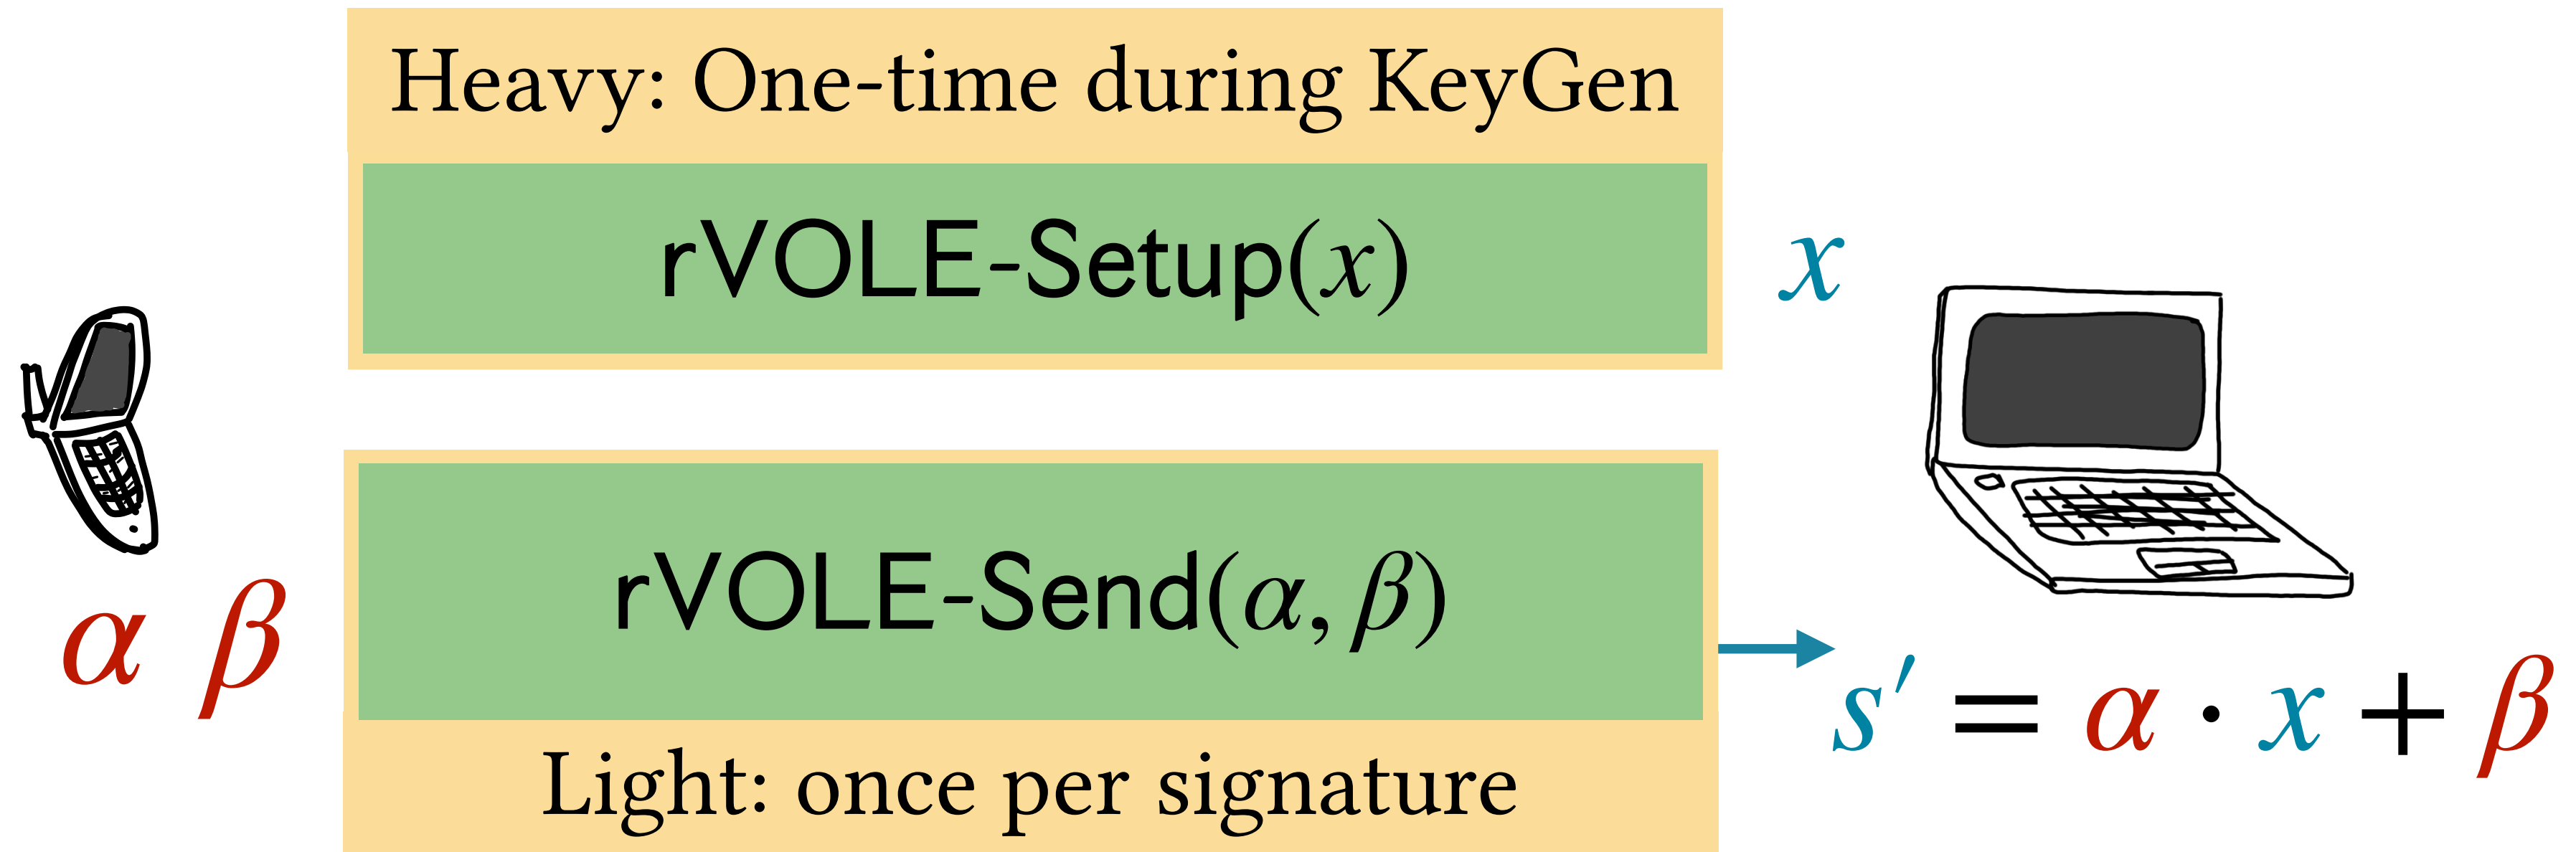 Heavy: One-time during KeyGen
rVOLE-Setup(x)
x
rVOLE-Send(α, β)
α β
s′ = α · x + β
Light: once per signature